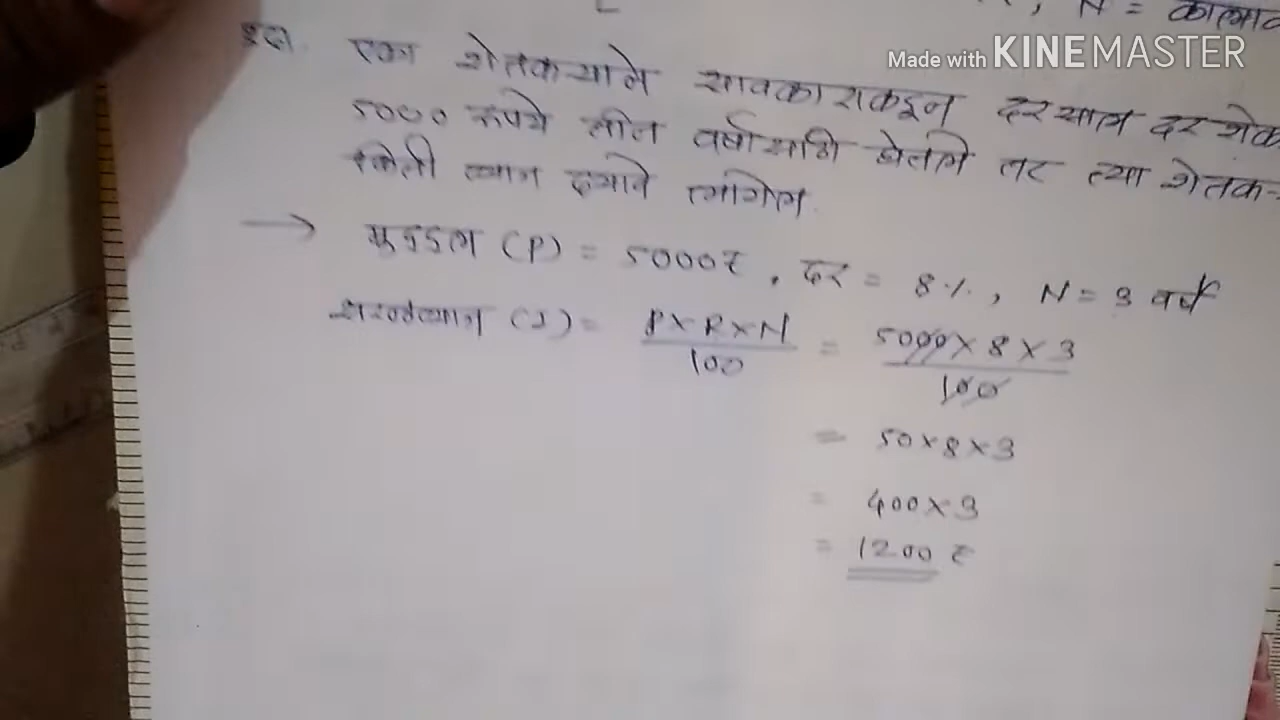 , N = काला
Made with KINEMASTER
उदा. एका शेतकऱ्याने सावकाराकडून दरसाल दर शेक
5000 रुपये तीन वर्षासाठी घेतले तर त्या शेतक-
किती व्याज द्यावे लागेल.
→ मुद्दल (P) = 5000₹, दर = 8%, N = 3 वर्ष
सरळव्याज (I) = P×R×N / 100 = 5000 × 8 × 3 / 100
= 50×8×3
= 400×3
= 1200 ₹